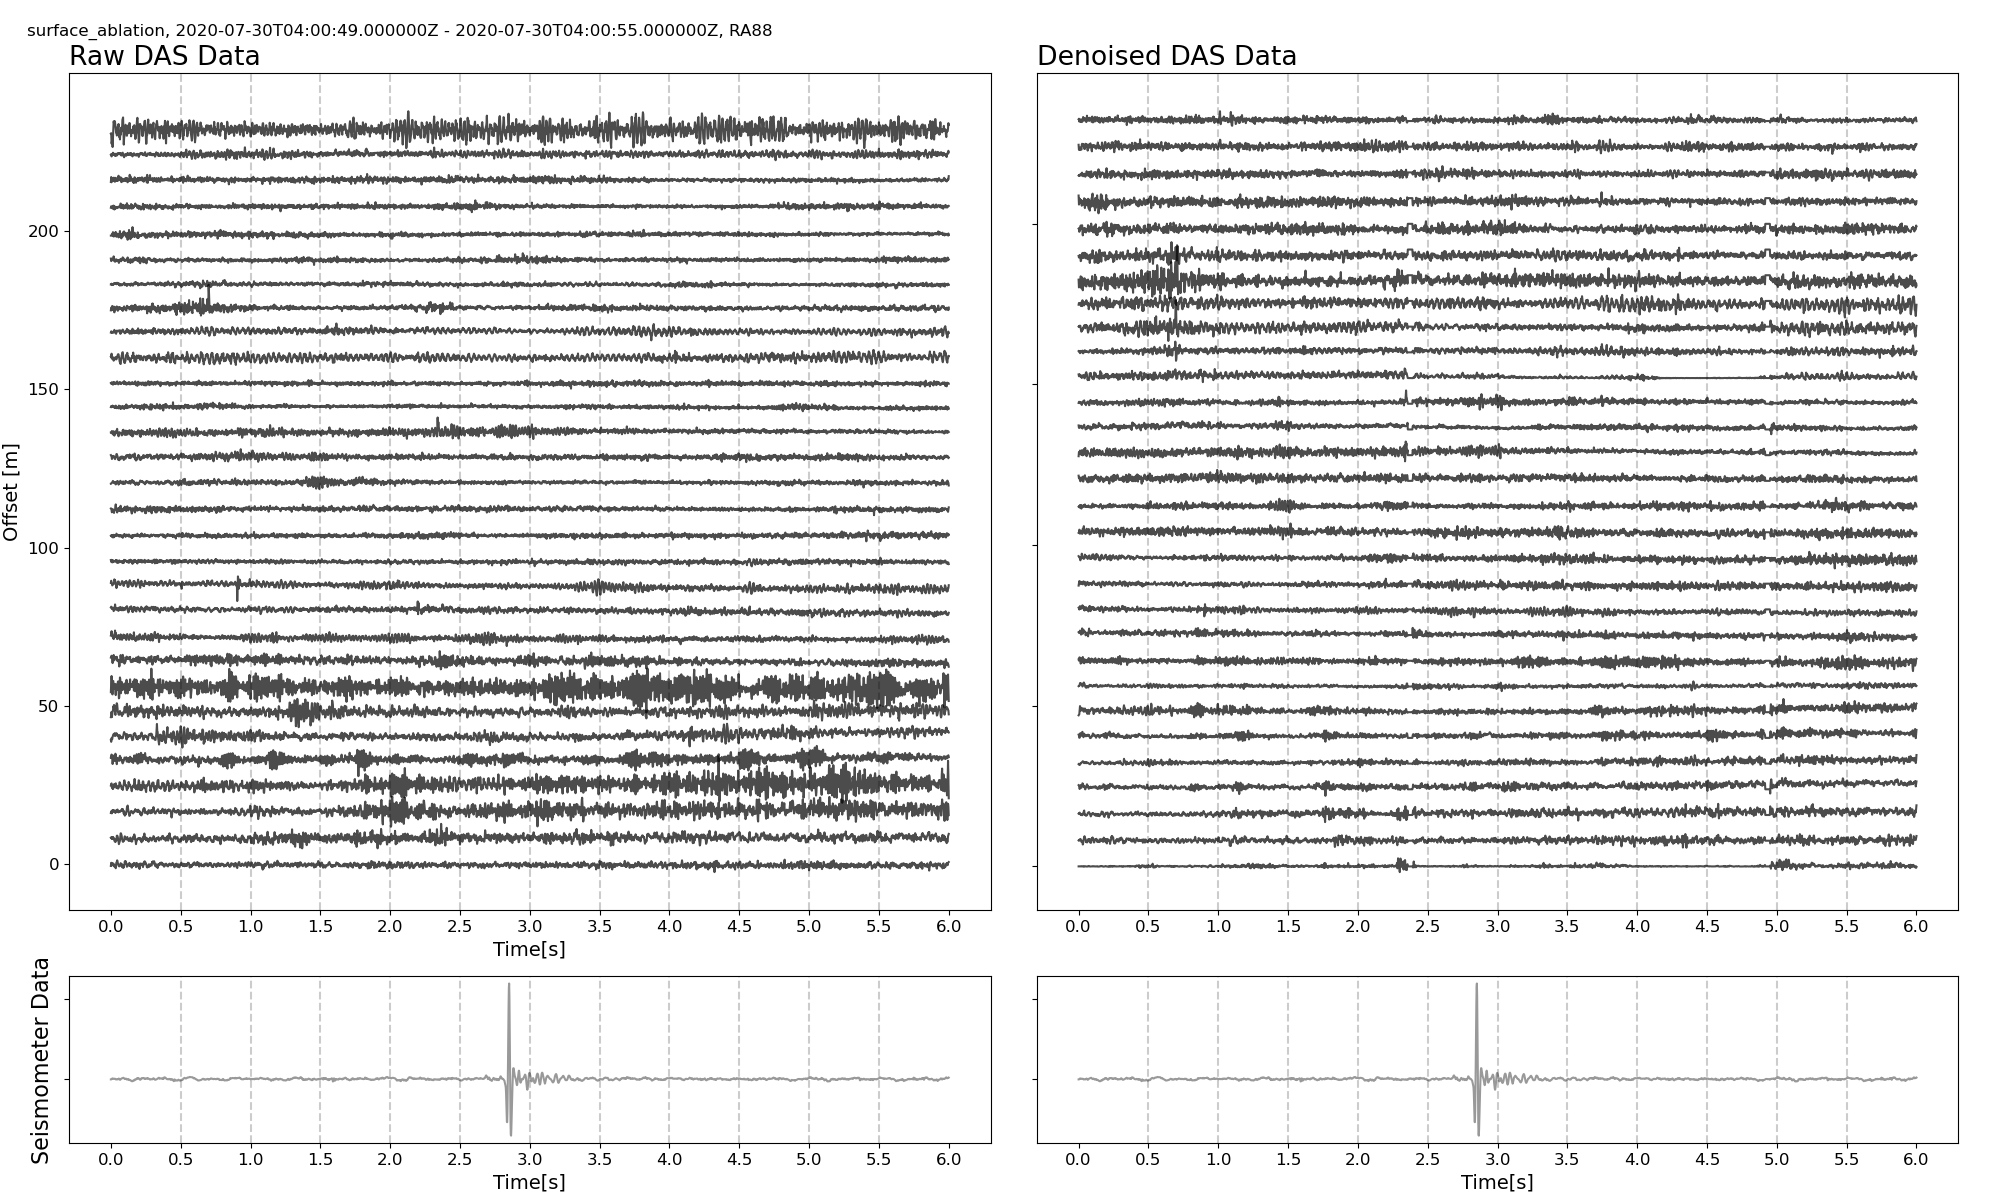 surface_ablation, 2020-07-30T04:00:49.000000Z - 2020-07-30T04:00:55.000000Z, RA88
Raw DAS Data
Denoised DAS Data
Offset [m]
200
150
100
50
0
0.0 0.5 1.0 1.5 2.0 2.5 3.0 3.5 4.0 4.5 5.0 5.5 6.0
Time[s]
0.0 0.5 1.0 1.5 2.0 2.5 3.0 3.5 4.0 4.5 5.0 5.5 6.0
Seismometer Data
0.0 0.5 1.0 1.5 2.0 2.5 3.0 3.5 4.0 4.5 5.0 5.5 6.0
Time[s]
0.0 0.5 1.0 1.5 2.0 2.5 3.0 3.5 4.0 4.5 5.0 5.5 6.0
Time[s]